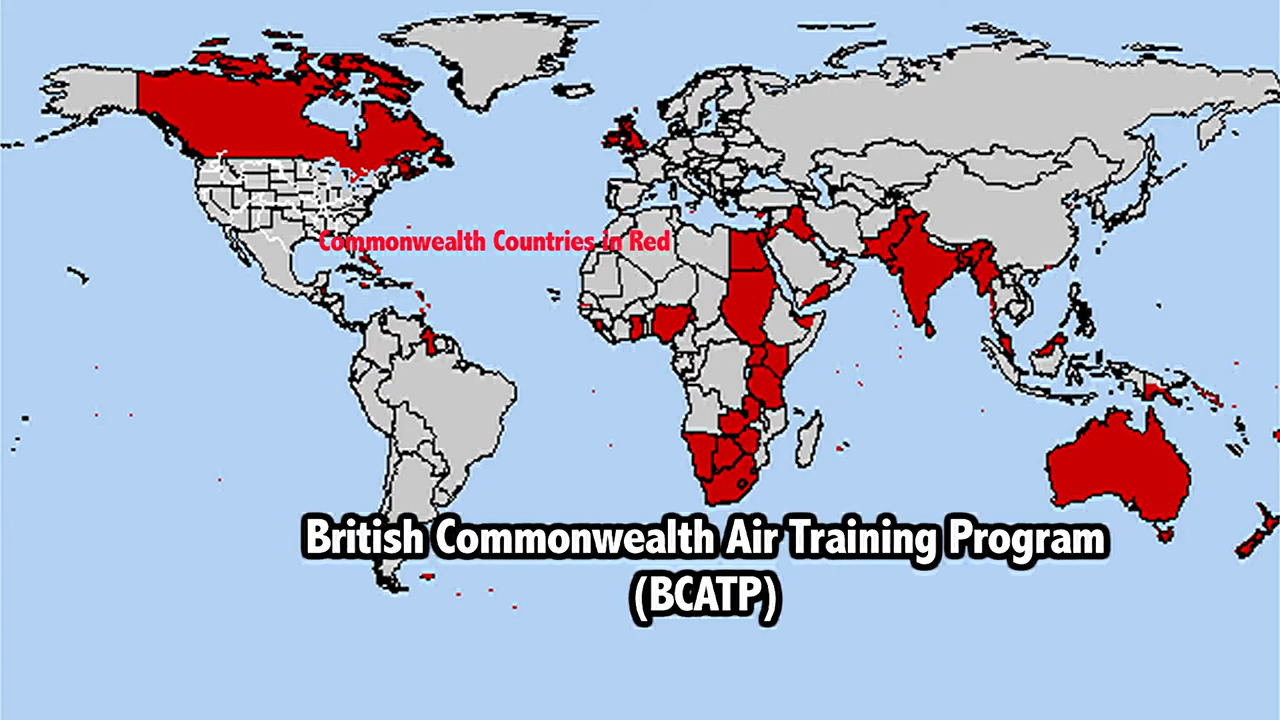 Commonwealth Countries in Red
British Commonwealth Air Training Program
(BCATP)